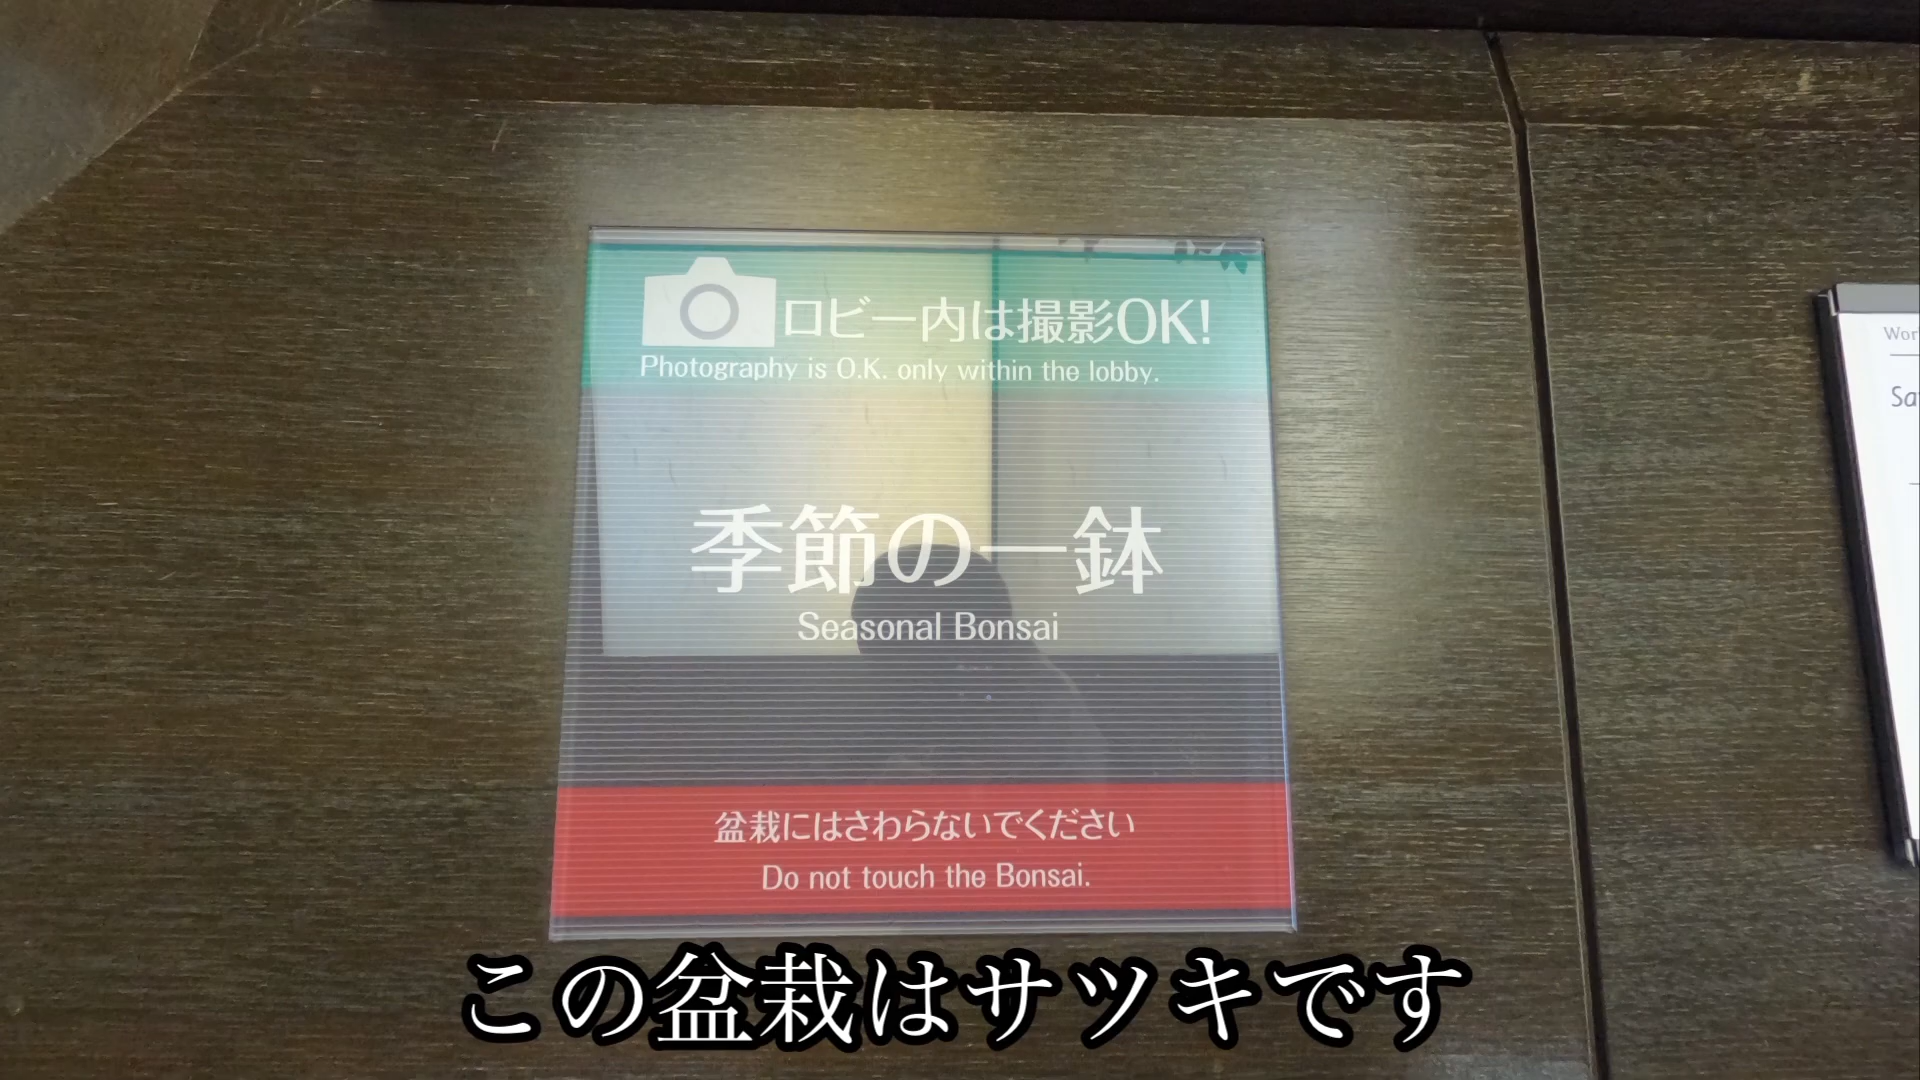 ロビー内は撮影OK!
Photography is O.K. only within the lobby.
季節の一鉢
Seasonal Bonsai
盆栽にはさわらないでください
Do not touch the Bonsai.
この盆栽はサツキです